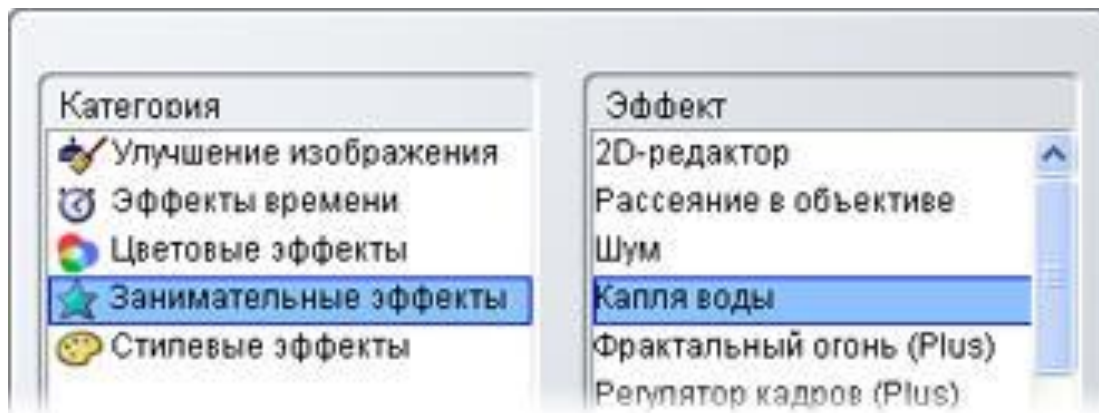 Категория
Улучшение изображения
Эффекты времени
Цветовые эффекты
Занимательные эффекты
Стилевые эффекты
Эффект
2D-редактор
Рассеяние в объективе
Шум
Капля воды
Фрактальный огонь (Plus)
Регулятор кадров (Plus)